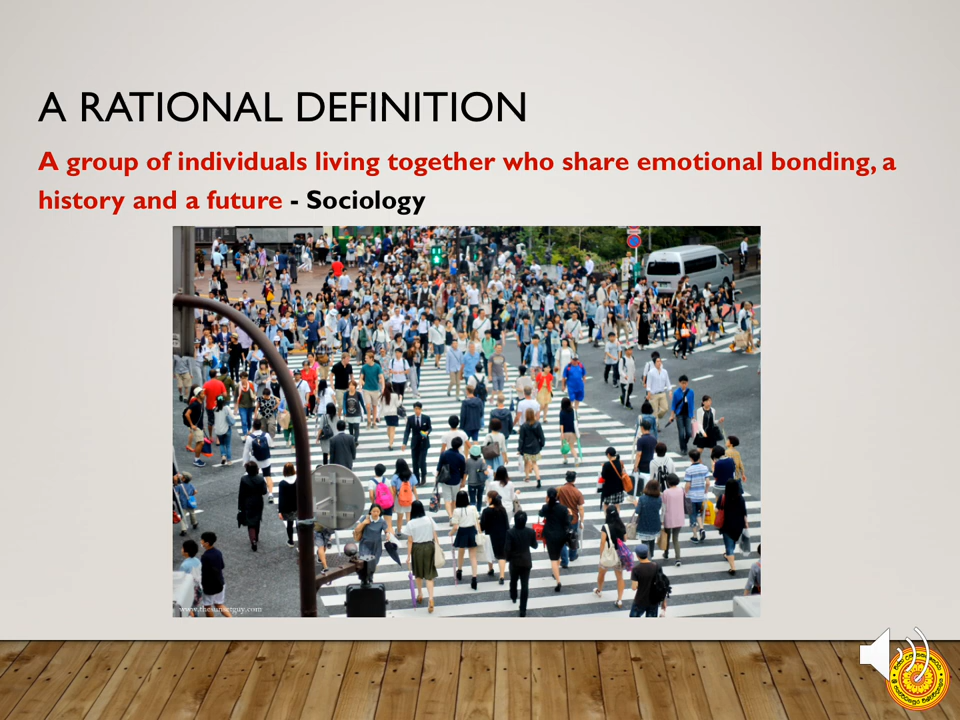 A RATIONAL DEFINITION
A group of individuals living together who share emotional bonding, a
history and a future - Sociology